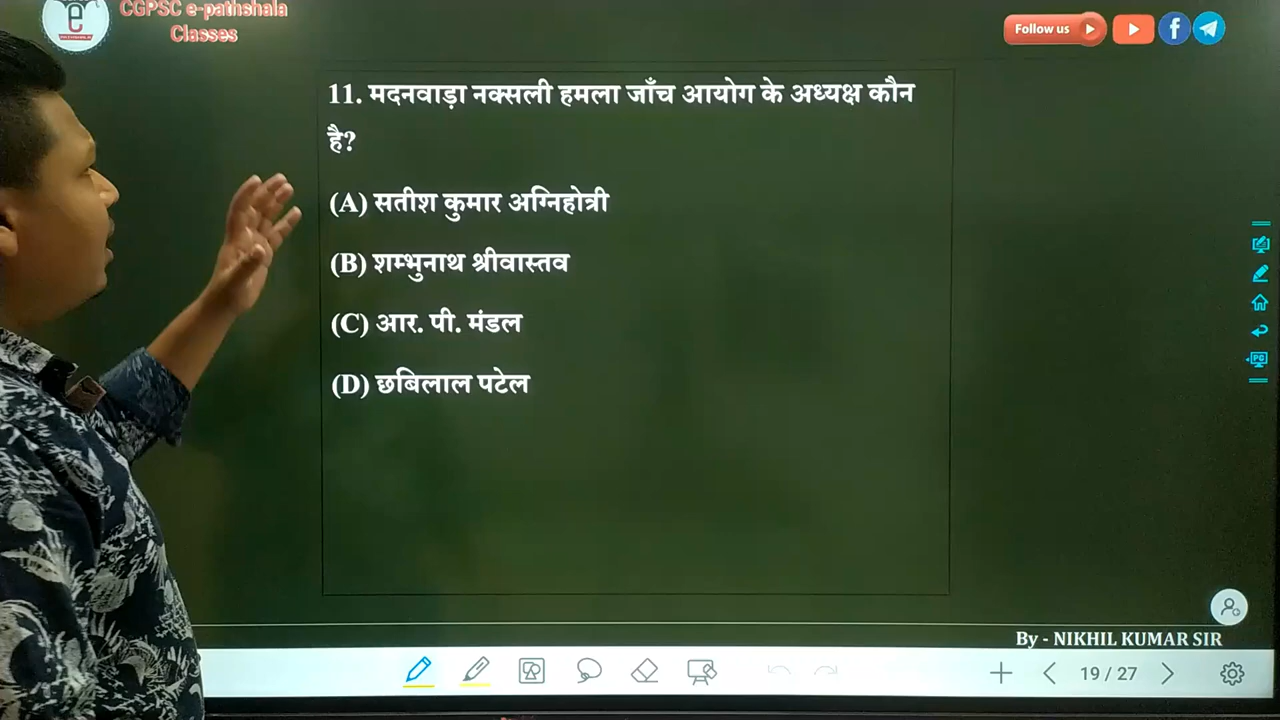 CGPSC e-pathshala
Classes
e
Follow us
11. मदनवाड़ा नक्सली हमला जाँच आयोग के अध्यक्ष कौन
है?
(A) सतीश कुमार अग्निहोत्री
(B) शम्भुनाथ श्रीवास्तव
(C) आर. पी. मंडल
(D) छबिलाल पटेल
PG
By - NIKHIL KUMAR SIR
19 / 27